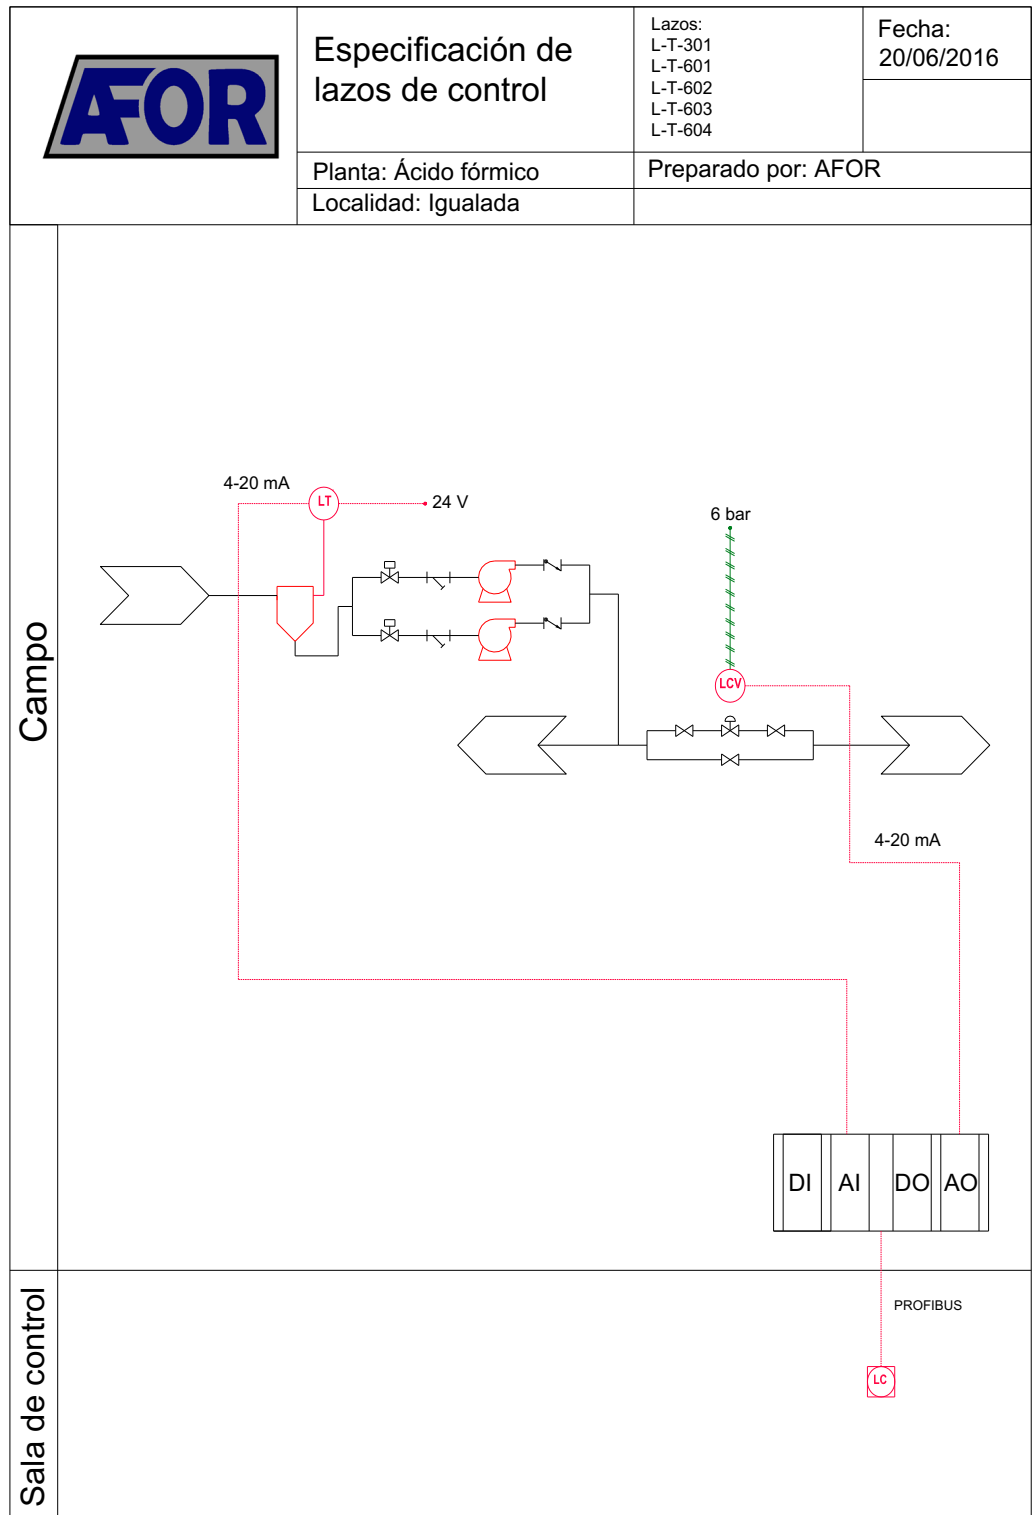 AFOR
Especificación de
lazos de control
Lazos:
L-T-301
L-T-601
L-T-602
L-T-603
L-T-604
Fecha:
20/06/2016
Planta: Ácido fórmico
Preparado por: AFOR
Localidad: Igualada
Campo
4-20 mA
LT
24 V
6 bar
LCV
4-20 mA
DI
AI
DO
AO
Sala de control
PROFIBUS
LC